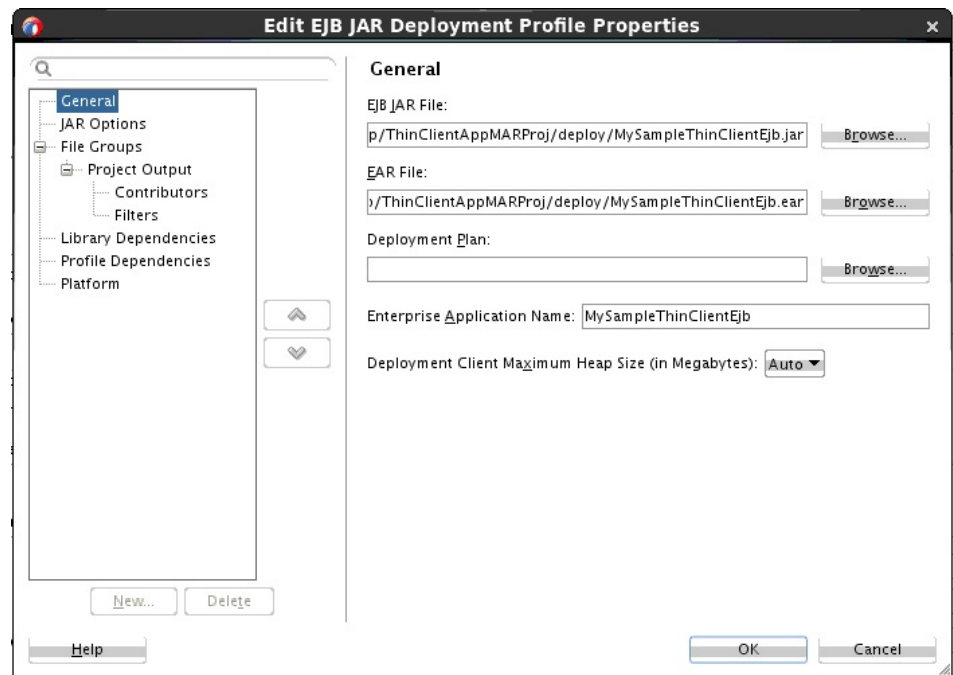 Edit EJB JAR Deployment Profile Properties
General
JAR Options
File Groups
Project Output
Contributors
Filters
Library Dependencies
Profile Dependencies
Platform
New...
Delete
General
EJB JAR File:
p/ThinClientAppMARProj/deploy/MySampleThinClientEjb.jar Browse...
EAR File:
/ThinClientAppMARProj/deploy/MySampleThinClientEjb.ear Browse...
Deployment Plan:
Browse...
Enterprise Application Name: MySampleThinClientEjb
Deployment Client Maximum Heap Size (in Megabytes): Auto
Help
OK
Cancel